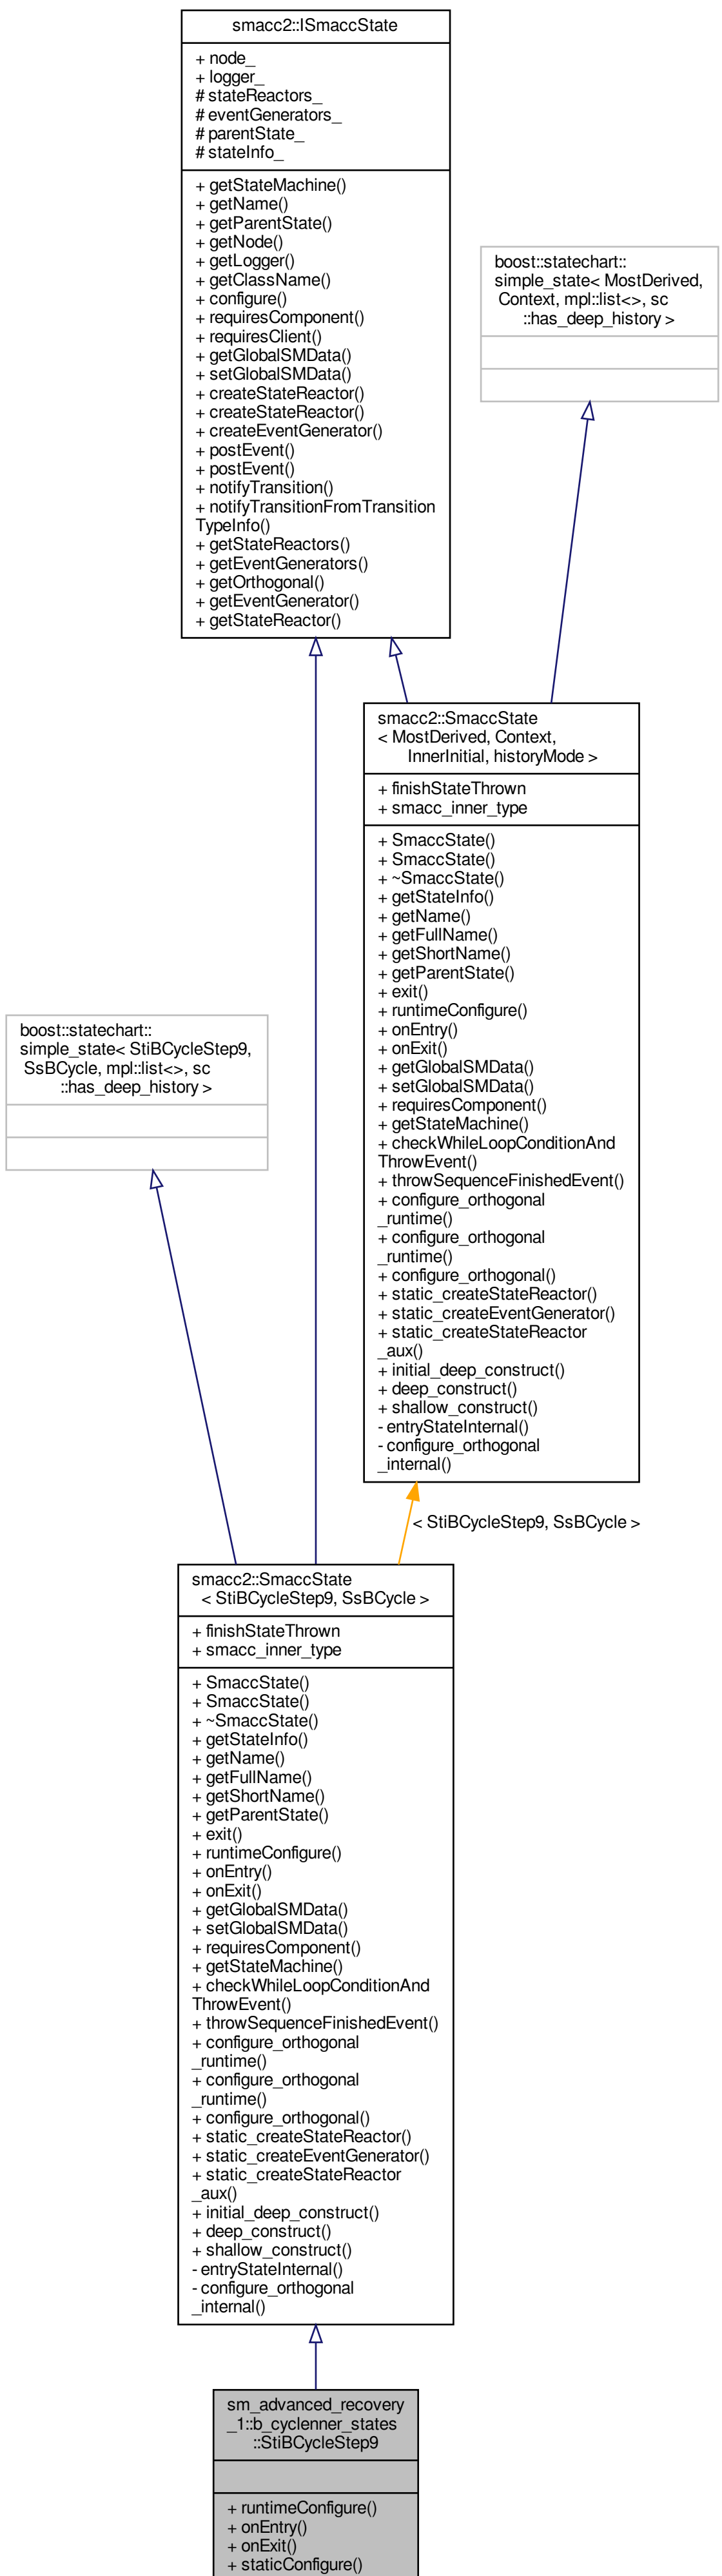 smacc2::ISmaccState
+ node_
+ logger_
# stateReactors_
# eventGenerators_
# parentState_
# stateInfo_
+ getStateMachine()
+ getName()
+ getParentState()
+ getNode()
+ getLogger()
+ getClassName()
+ configure()
+ requiresComponent()
+ requiresClient()
+ getGlobalSMData()
+ setGlobalSMData()
+ createStateReactor()
+ createStateReactor()
+ createEventGenerator()
+ postEvent()
+ postEvent()
+ notifyTransition()
+ notifyTransitionFromTransition
TypeInfo()
+ getStateReactors()
+ getEventGenerators()
+ getOrthogonal()
+ getEventGenerator()
+ getStateReactor()
boost::statechart::
simple_state< MostDerived,
Context, mpl::list<>, sc
::has_deep_history >
smacc2::SmaccState
< MostDerived, Context,
InnerInitial, historyMode >
+ finishStateThrown
+ smacc_inner_type
+ SmaccState()
+ SmaccState()
+ ~SmaccState()
+ getStateInfo()
+ getName()
+ getFullName()
+ getShortName()
+ getParentState()
+ exit()
+ runtimeConfigure()
+ onEntry()
+ onExit()
+ getGlobalSMData()
+ setGlobalSMData()
+ requiresComponent()
+ getStateMachine()
+ checkWhileLoopConditionAnd
ThrowEvent()
+ throwSequenceFinishedEvent()
+ configure_orthogonal
_runtime()
+ configure_orthogonal
_runtime()
+ configure_orthogonal()
+ static_createStateReactor()
+ static_createEventGenerator()
+ static_createStateReactor
_aux()
+ initial_deep_construct()
+ deep_construct()
+ shallow_construct()
- entryStateInternal()
- configure_orthogonal
_internal()
boost::statechart::
simple_state< StiBCycleStep9,
SsBCycle, mpl::list<>, sc
::has_deep_history >
< StiBCycleStep9, SsBCycle >
smacc2::SmaccState
< StiBCycleStep9, SsBCycle >
+ finishStateThrown
+ smacc_inner_type
+ SmaccState()
+ SmaccState()
+ ~SmaccState()
+ getStateInfo()
+ getName()
+ getFullName()
+ getShortName()
+ getParentState()
+ exit()
+ runtimeConfigure()
+ onEntry()
+ onExit()
+ getGlobalSMData()
+ setGlobalSMData()
+ requiresComponent()
+ getStateMachine()
+ checkWhileLoopConditionAnd
ThrowEvent()
+ throwSequenceFinishedEvent()
+ configure_orthogonal
_runtime()
+ configure_orthogonal
_runtime()
+ configure_orthogonal()
+ static_createStateReactor()
+ static_createEventGenerator()
+ static_createStateReactor
_aux()
+ initial_deep_construct()
+ deep_construct()
+ shallow_construct()
- entryStateInternal()
- configure_orthogonal
_internal()
sm_advanced_recovery
_1::b_cyclenner_states
::StiBCycleStep9
+ runtimeConfigure()
+ onEntry()
+ onExit()
+ staticConfigure()